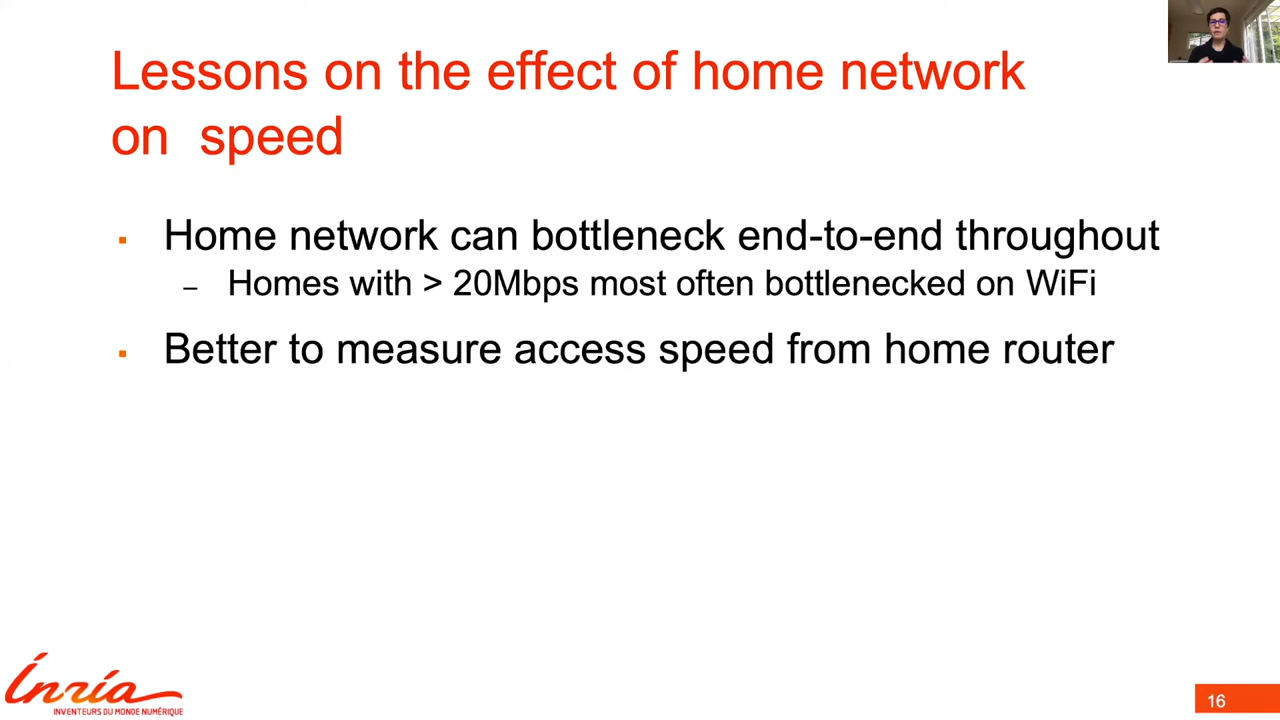 Lessons on the effect of home network
on speed
▪ Home network can bottleneck end-to-end throughout
– Homes with > 20Mbps most often bottlenecked on WiFi
▪ Better to measure access speed from home router
Inria
INVENTEURS DU MONDE NUMÉRIQUE
16